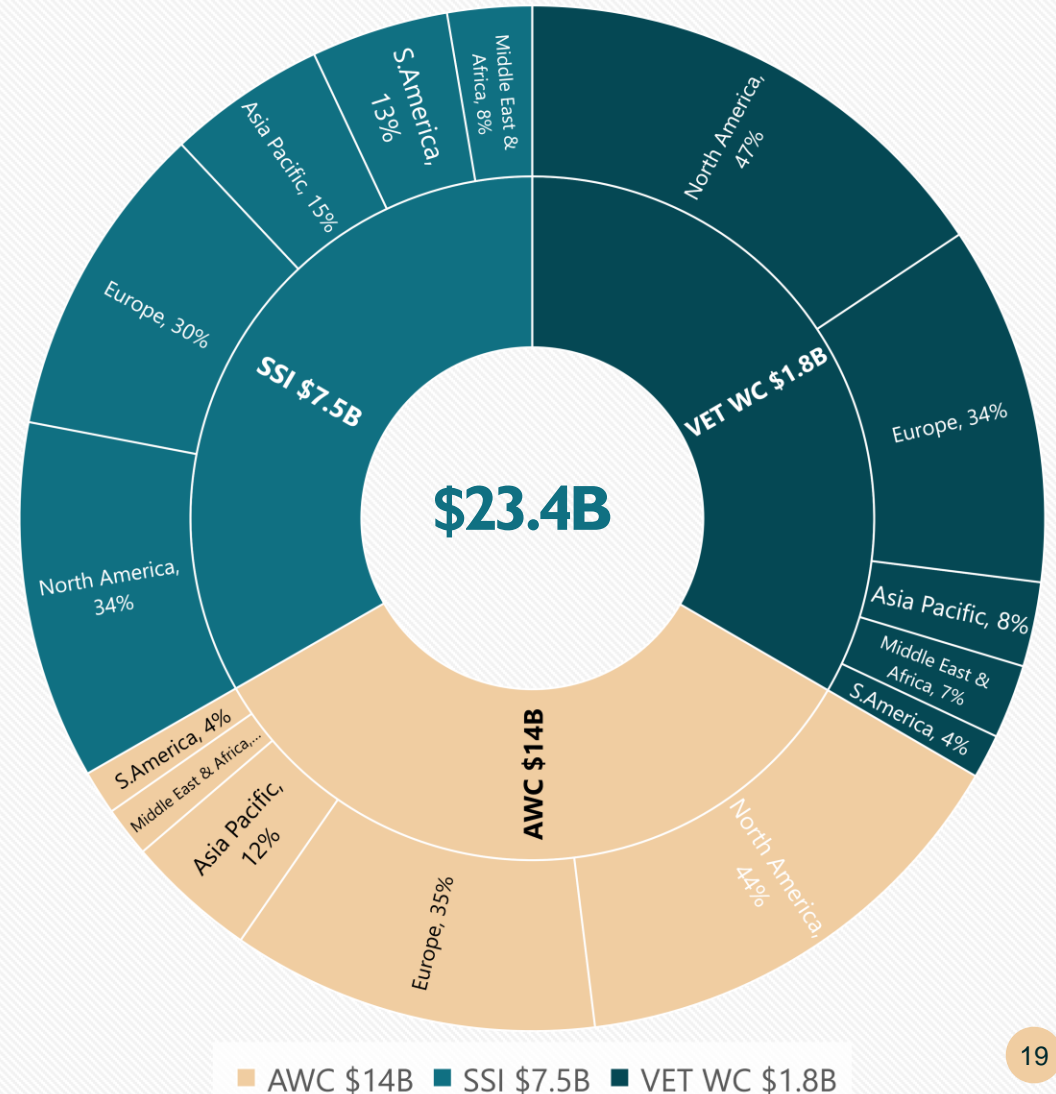 Middle East &
Africa, 8%
S.America,
13%
Asia Pacific, 15%
Europe, 30%
North America,
34%
SSI $7.5B
North America,
47%
Europe, 34%
Asia Pacific, 8%
Middle East &
Africa, 7%
S.America, 4%
VET WC $1.8B
$23.4B
S.America, 4%
Middle East & Africa,...
Asia Pacific,
12%
Europe, 35%
North America,
44%
AWC $14B
19
AWC $14B SSI $7.5B VET WC $1.8B